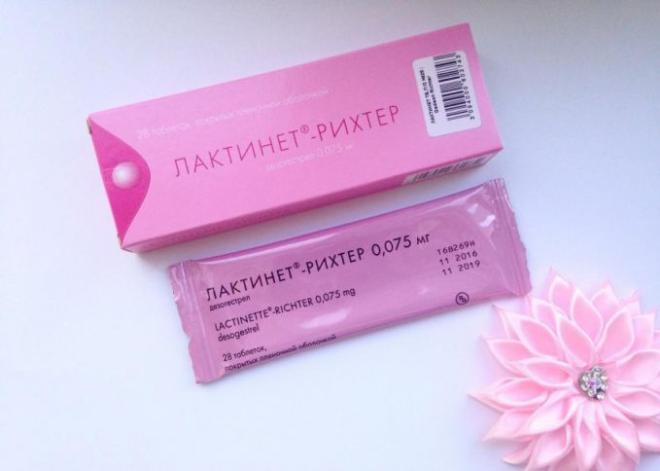 28 таблеток, покрытых пленочной оболочкой
ЛАКТИНЕТ®-РИХТЕР
дезогестрел 0,075 мг
ЛАКТИНЕТ®-РИХТЕР 0,075 мг
дезогестрел
LACTINETTE®-RICHTER 0,075 mg
desogestrel
28 таблеток,
покрытых пленочной оболочкой
T68269H
11 2016
11 2019